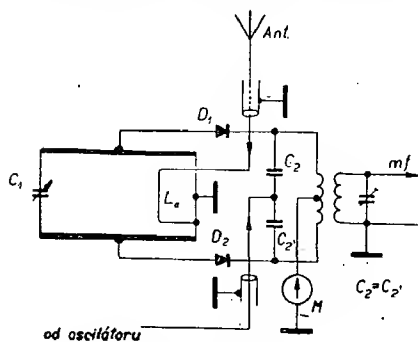 Ant.
D1
C1
C2
mf
La
C2'
D2
M
C2=C2'
od oscilátoru